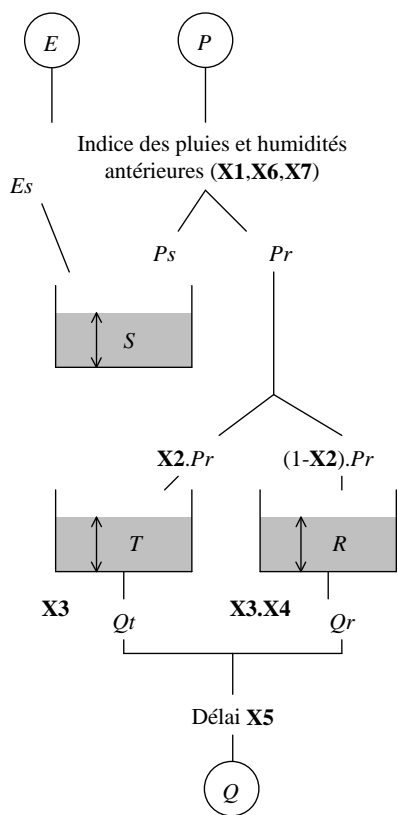 E P
Indice des pluies et humidités
antérieures (X1,X6,X7)
Es
Ps Pr
S
X2.Pr (1-X2).Pr
T R
X3 X3.X4
Qt Qr
Délai X5
Q